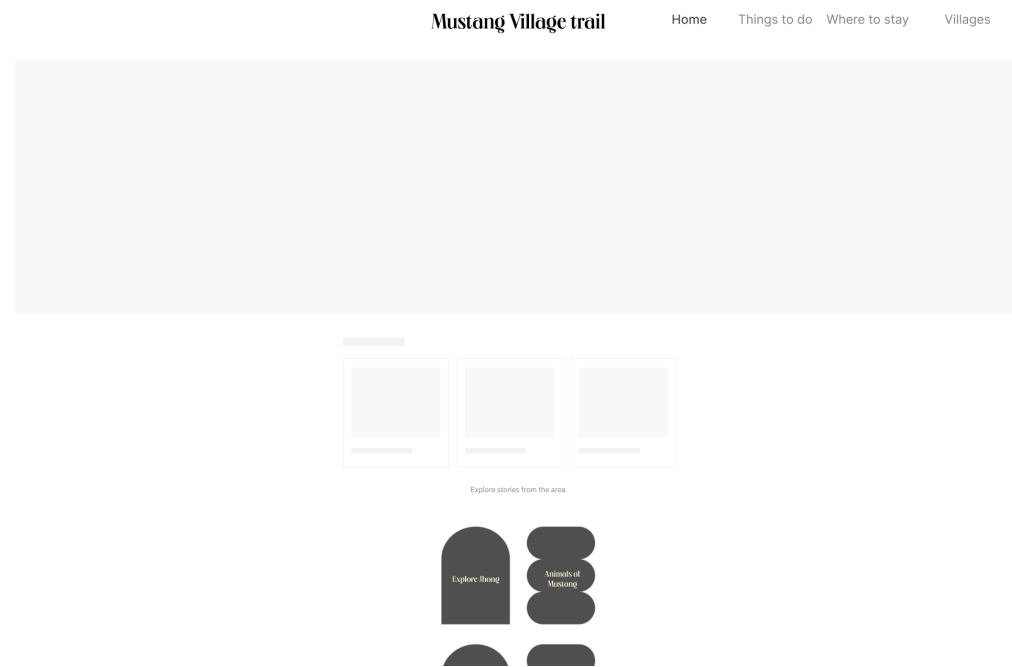 Mustang Village trail
Home
Things to do
Where to stay
Villages
Explore stories from the area
Explore Jhong
Animals of
Mustang